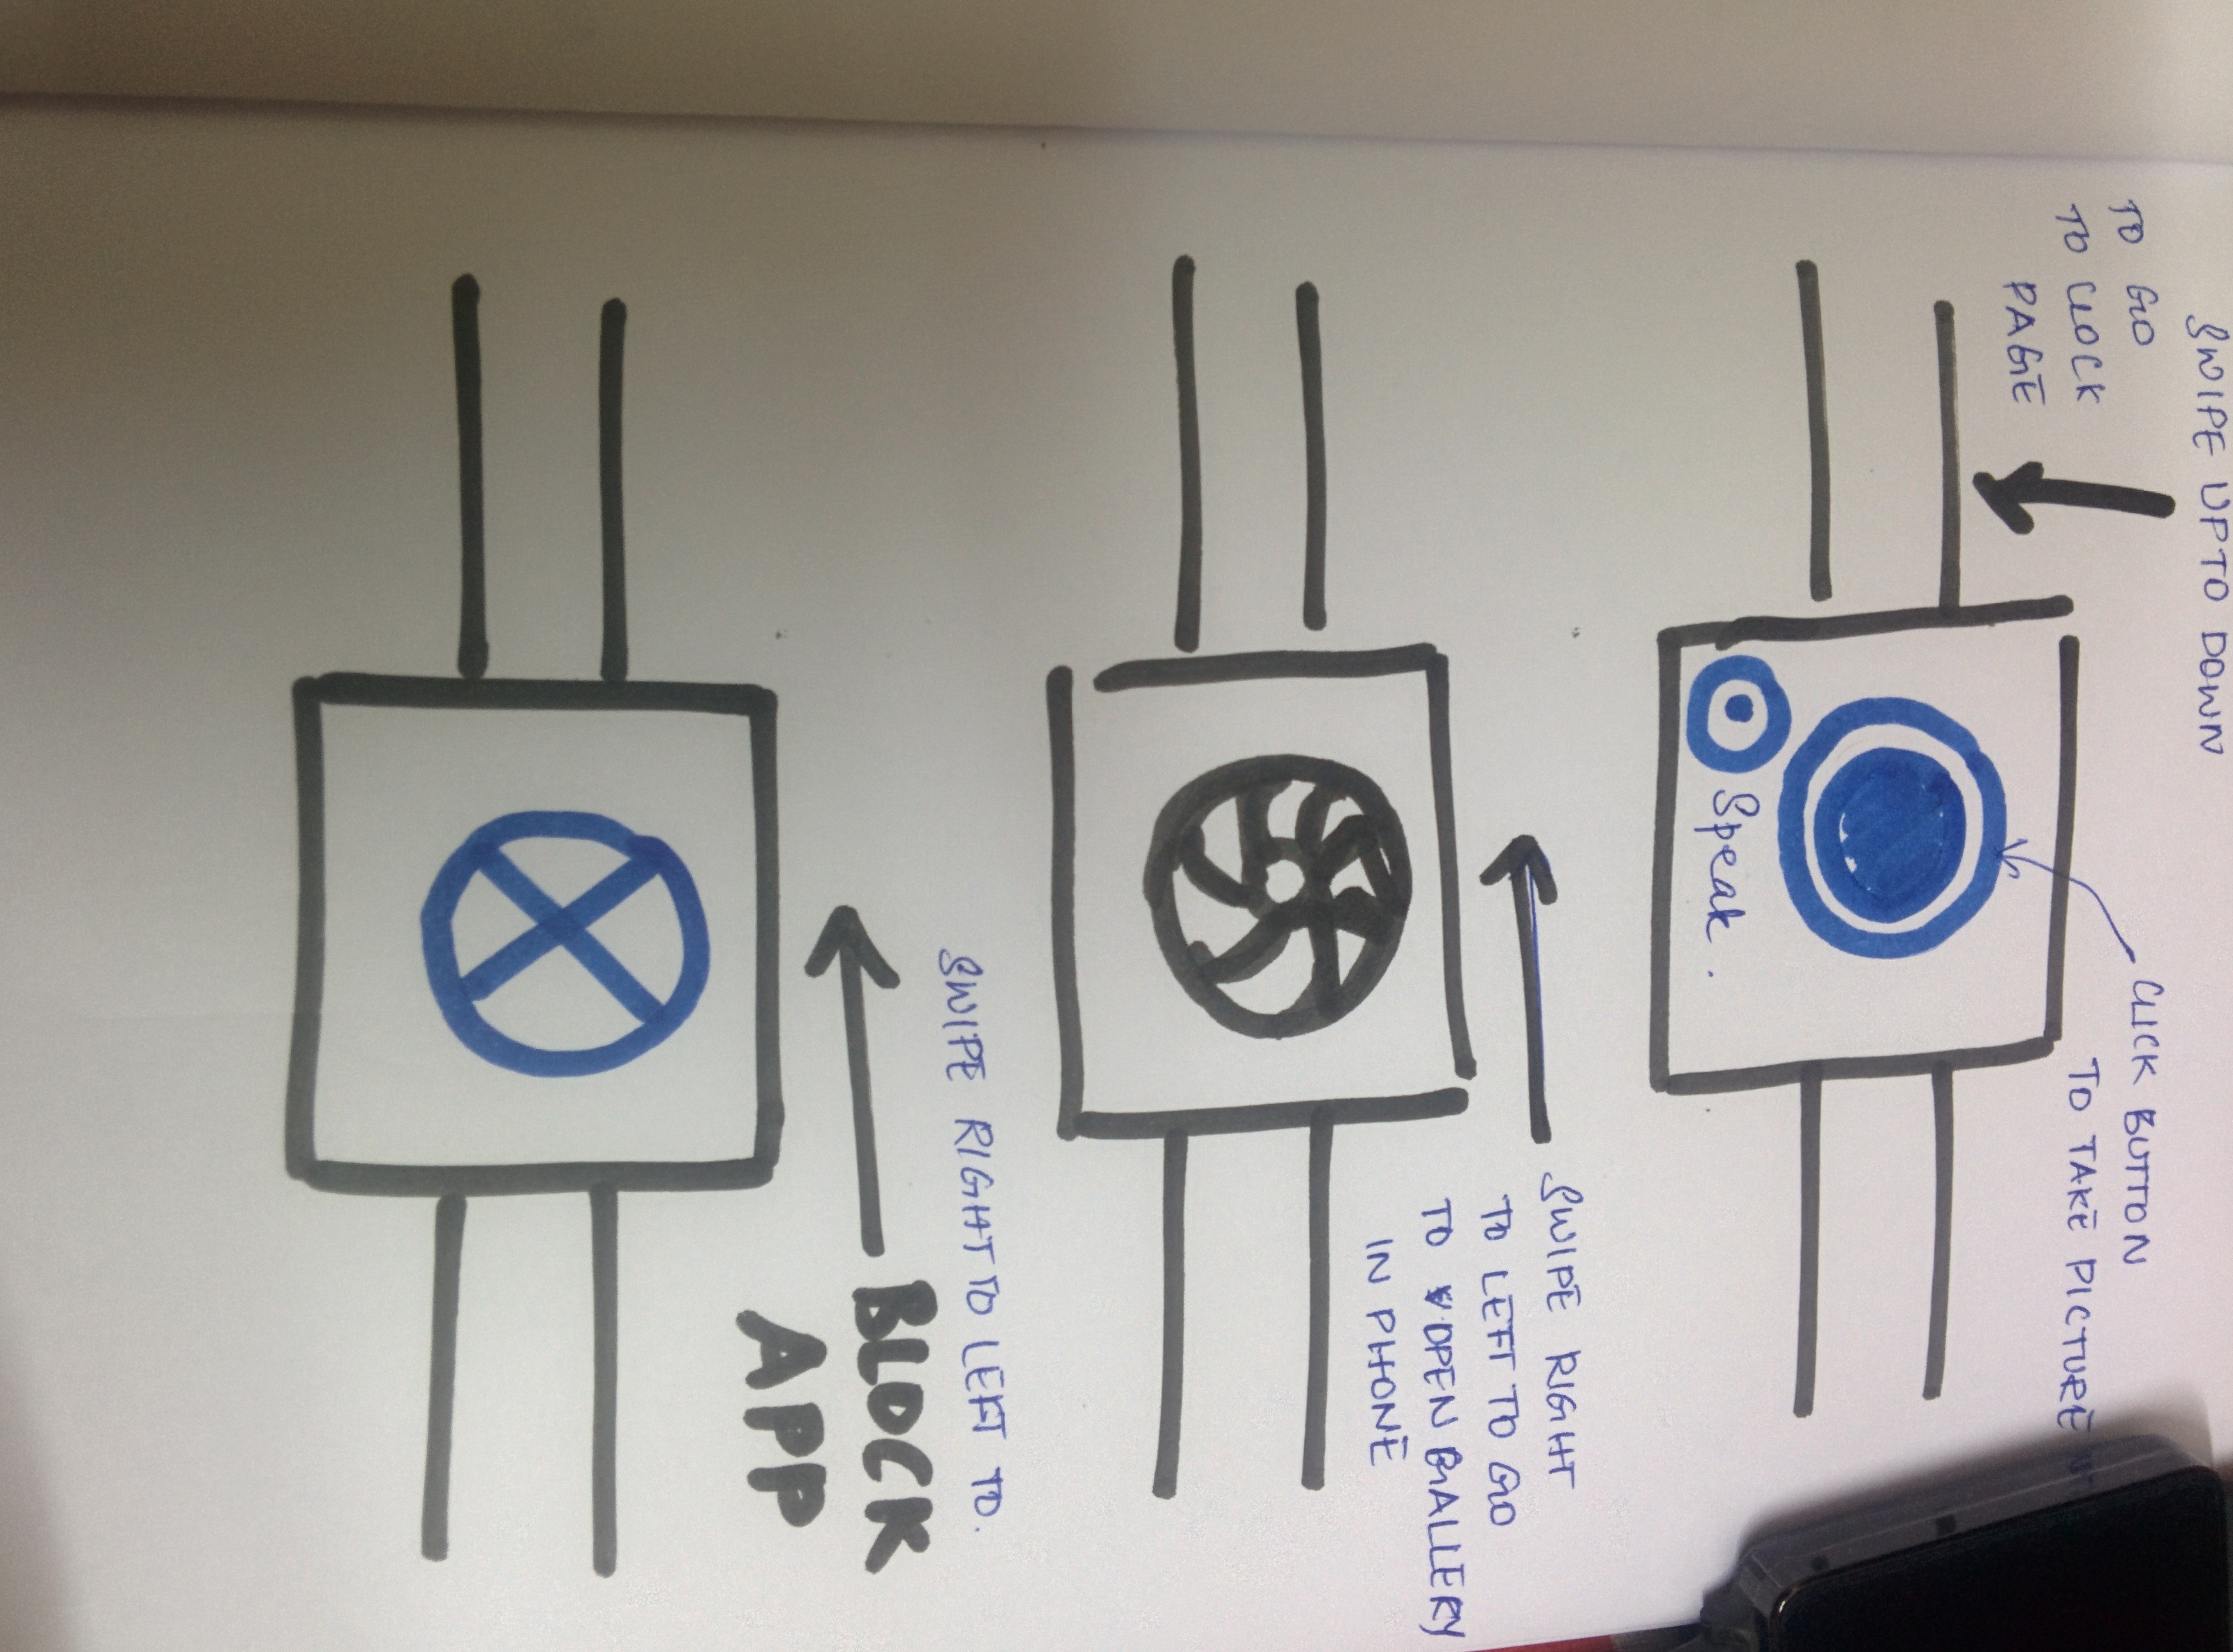 SWIPE UP TO DOWN
TO GO
TO CLOCK
PAGE
CLICK BUTTON
TO TAKE PICTURE
Speak.
SWIPE RIGHT
TO LEFT TO GO
TO OPEN GALLERY
IN PHONE
SWIPE RIGHT TO LEFT TO.
BLOCK
APP